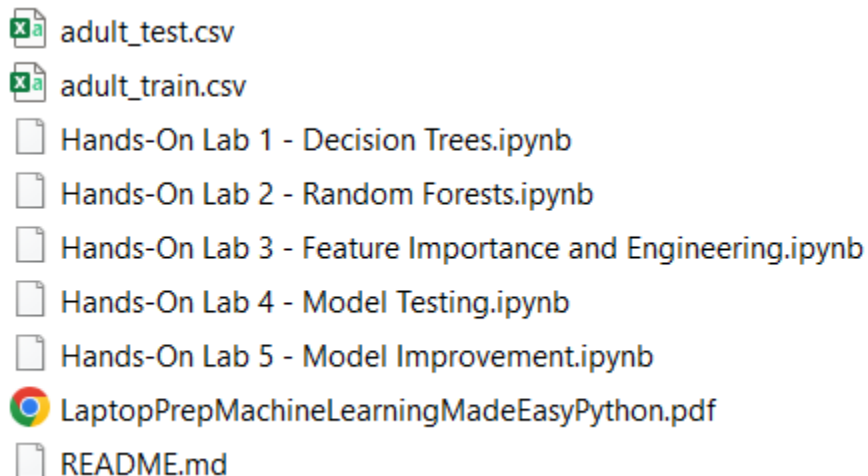 adult_test.csv
adult_train.csv
Hands-On Lab 1 - Decision Trees.ipynb
Hands-On Lab 2 - Random Forests.ipynb
Hands-On Lab 3 - Feature Importance and Engineering.ipynb
Hands-On Lab 4 - Model Testing.ipynb
Hands-On Lab 5 - Model Improvement.ipynb
LaptopPrepMachineLearningMadeEasyPython.pdf
README.md